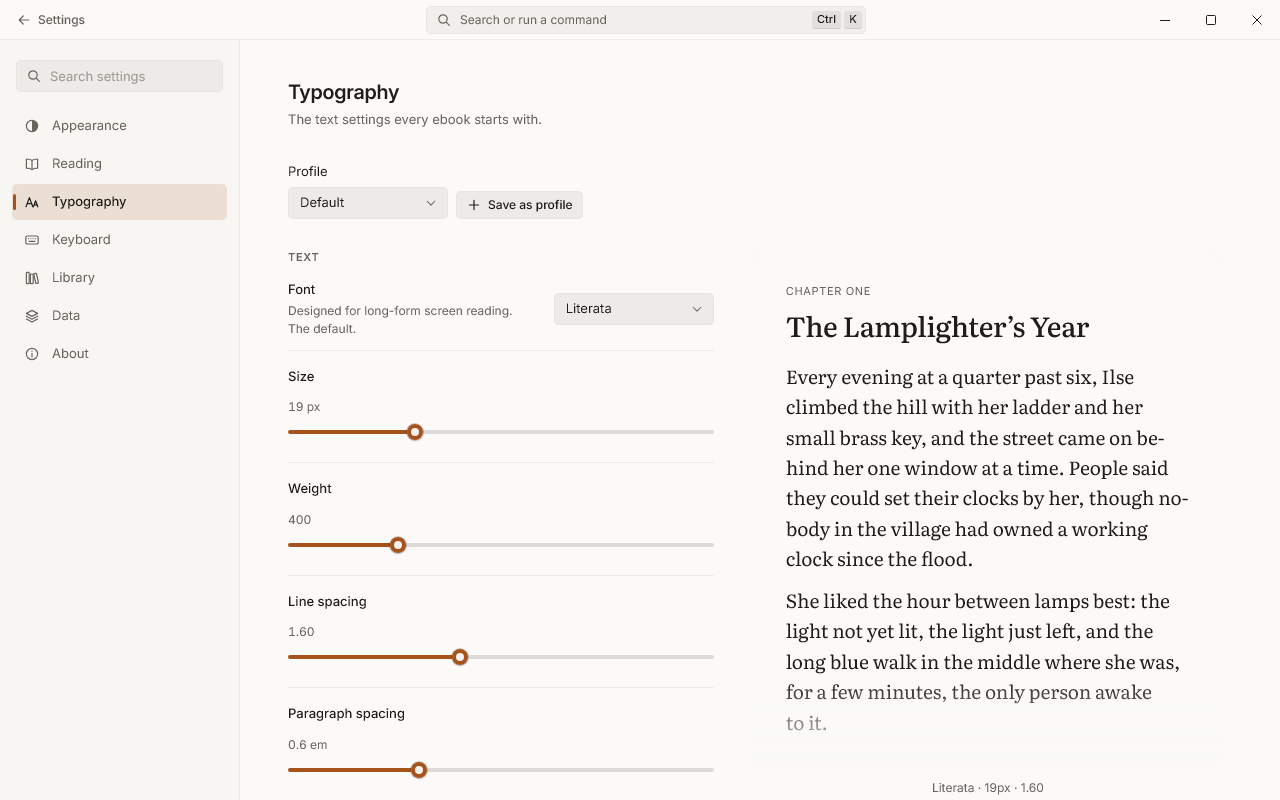 Settings
Search or run a command
Ctrl K
Search settings
Appearance
Reading
Typography
Keyboard
Library
Data
About
Typography
The text settings every ebook starts with.
Profile
Default
Save as profile
TEXT
Font
Designed for long-form screen reading.
The default.
Literata
Size
19 px
Weight
400
Line spacing
1.60
Paragraph spacing
0.6 em
CHAPTER ONE
The Lamplighter’s Year
Every evening at a quarter past six, Ilse
climbed the hill with her ladder and her
small brass key, and the street came on be-
hind her one window at a time. People said
they could set their clocks by her, though no-
body in the village had owned a working
clock since the flood.
She liked the hour between lamps best: the
light not yet lit, the light just left, and the
long blue walk in the middle where she was,
for a few minutes, the only person awake
to it.
Literata · 19px · 1.60